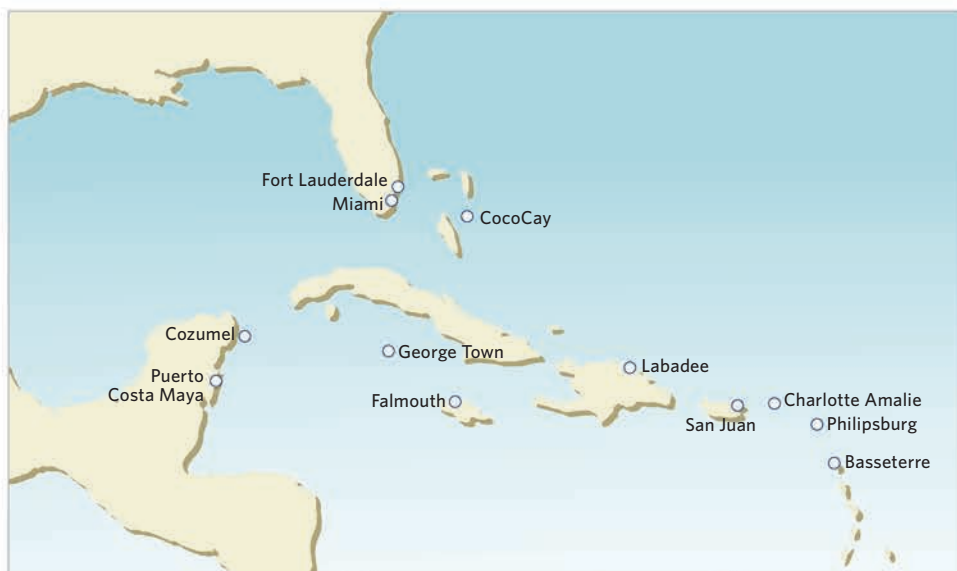 Fort Lauderdale
Miami
CocoCay
Cozumel
George Town
Puerto
Costa Maya
Labadee
Falmouth
Charlotte Amalie
San Juan
Philipsburg
Basseterre